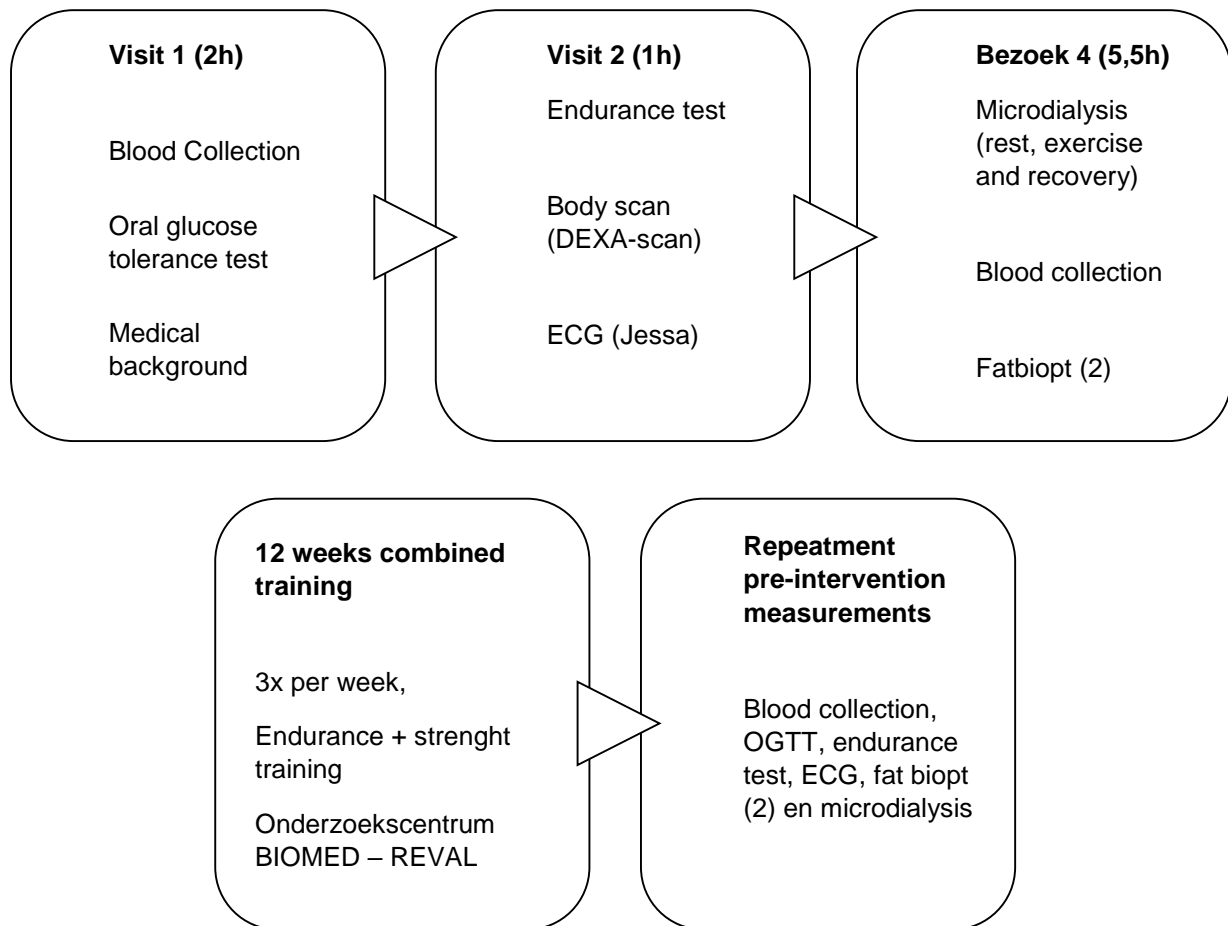 Visit 1 (2h)
Blood Collection
Oral glucose
tolerance test
Medical
background
Visit 2 (1h)
Endurance test
Body scan
(DEXA-scan)
ECG (Jessa)
Bezoek 4 (5,5h)
Microdialysis
(rest, exercise
and recovery)
Blood collection
Fatbiopt (2)
12 weeks combined
training
3x per week,
Endurance + strenght
training
Onderzoekscentrum
BIOMED – REVAL
Repeatment
pre-intervention
measurements
Blood collection,
OGTT, endurance
test, ECG, fat biopt
(2) en microdialysis